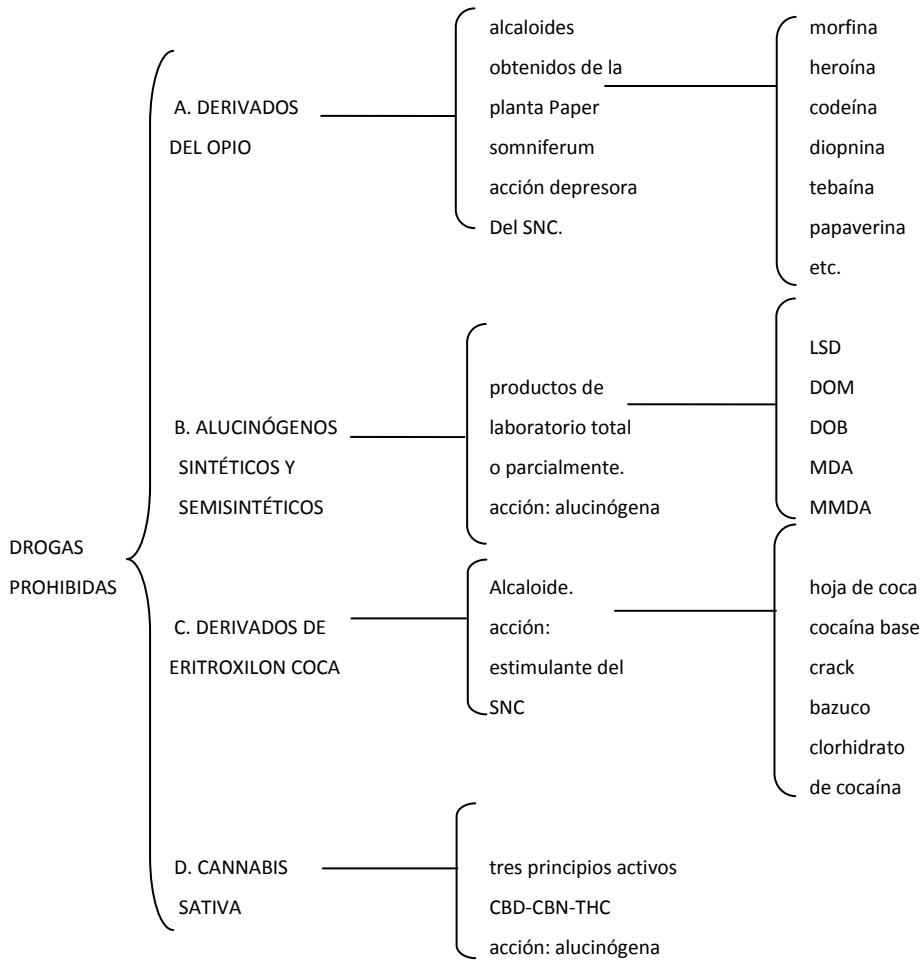 DROGAS
PROHIBIDAS
A. DERIVADOS
DEL OPIO
alcaloides
obtenidos de la
planta Paper
somniferum
acción depresora
Del SNC.
morfina
heroína
codeína
diopnina
tebaína
papaverina
etc.
B. ALUCINÓGENOS
SINTÉTICOS Y
SEMISINTÉTICOS
productos de
laboratorio total
o parcialmente.
acción: alucinógena
LSD
DOM
DOB
MDA
MMDA
C. DERIVADOS DE
ERITROXILON COCA
Alcaloide.
acción:
estimulante del
SNC
hoja de coca
cocaína base
crack
bazuco
clorhidrato
de cocaína
D. CANNABIS
SATIVA
tres principios activos
CBD-CBN-THC
acción: alucinógena